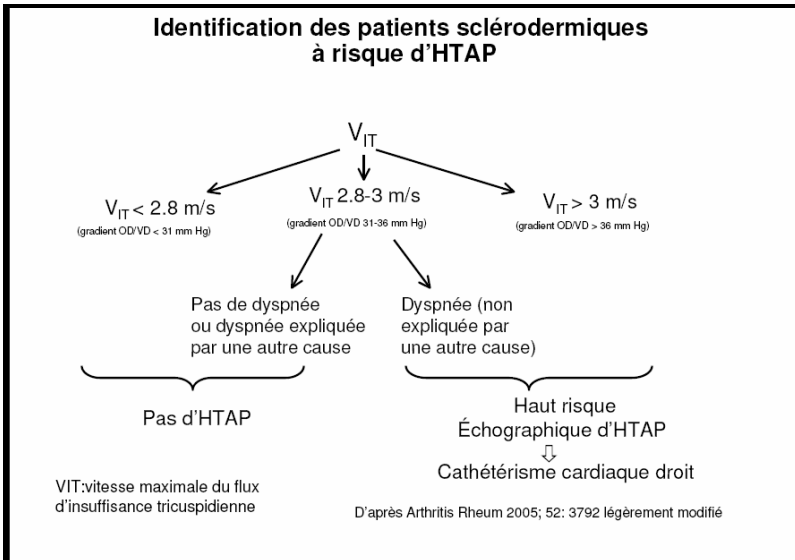 Identification des patients sclérodermiques
à risque d'HTAP
VIT
VIT < 2.8 m/s
(gradient OD/VD < 31 mm Hg)
VIT 2.8-3 m/s
(gradient OD/VD 31-36 mm Hg)
VIT > 3 m/s
(gradient OD/VD > 36 mm Hg)
Pas de dyspnée
ou dyspnée expliquée
par une autre cause
Dyspnée (non
expliquée par
une autre cause)
Pas d'HTAP
Haut risque
Échographique d'HTAP
Cathétérisme cardiaque droit
VIT:vitesse maximale du flux
d'insuffisance tricuspidienne
D'après Arthritis Rheum 2005; 52: 3792 légèrement modifié